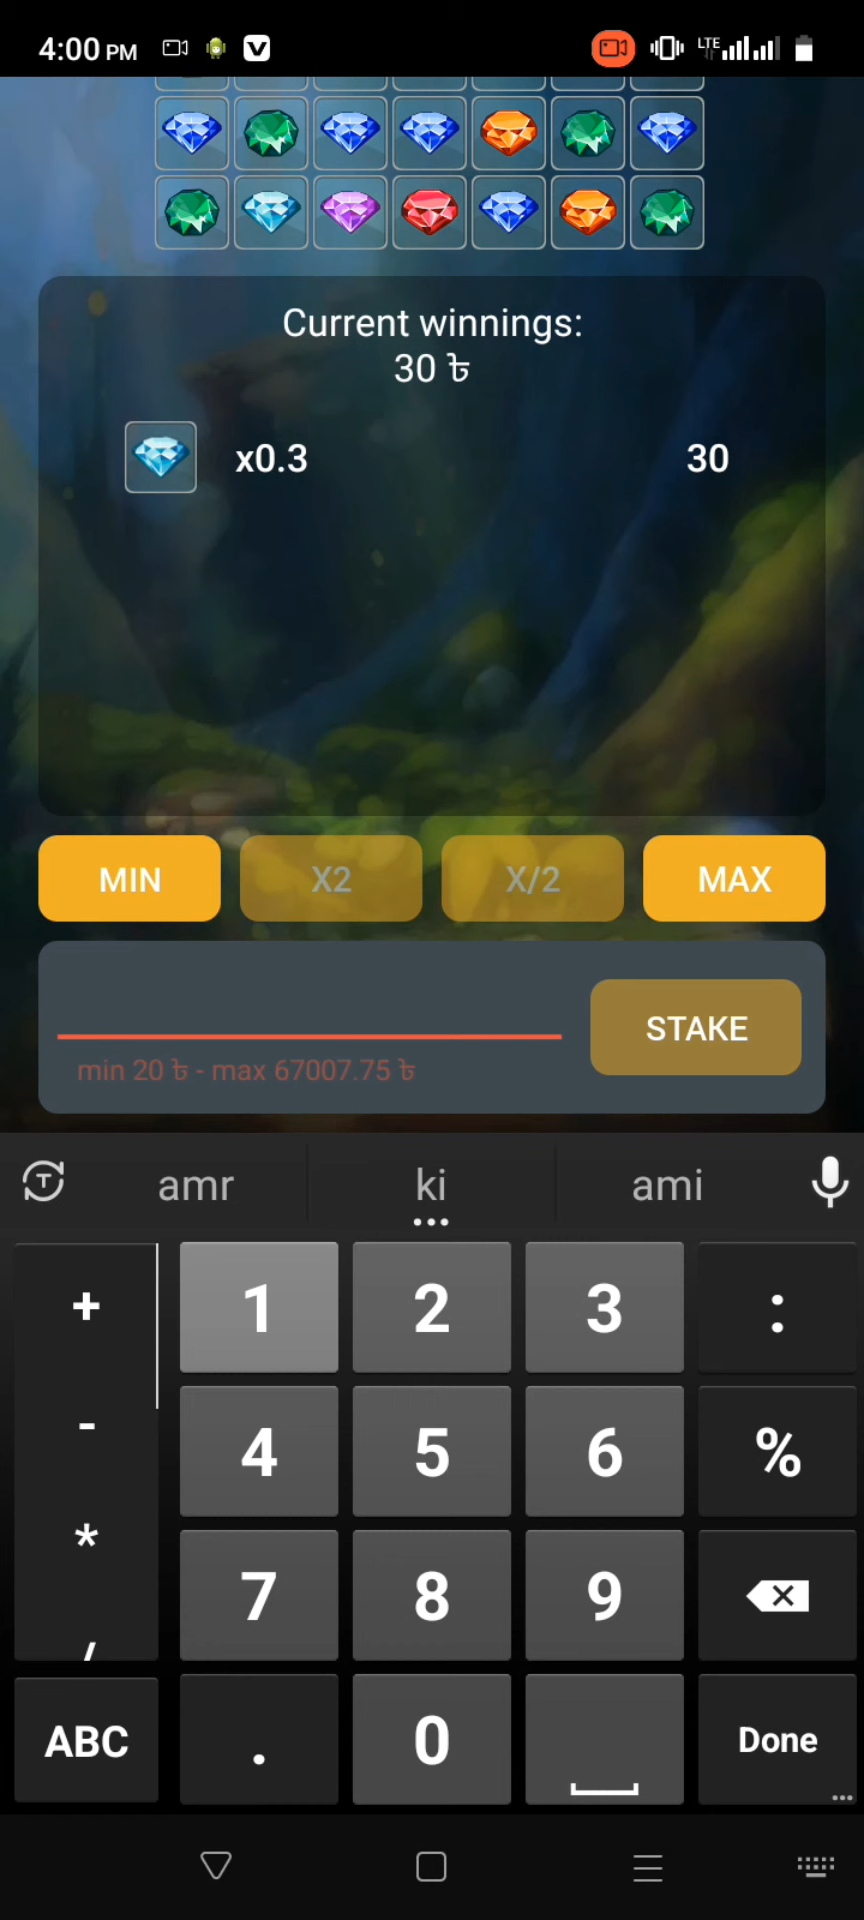 4:00 PM
LTE
Current winnings:
30 ৳
x0.3 30
MIN X2 X/2 MAX
STAKE
min 20 ৳ - max 67007.75 ৳
amr ki ami
+ 1 2 3 :
- 4 5 6 %
* 7 8 9
/
ABC . 0 Done